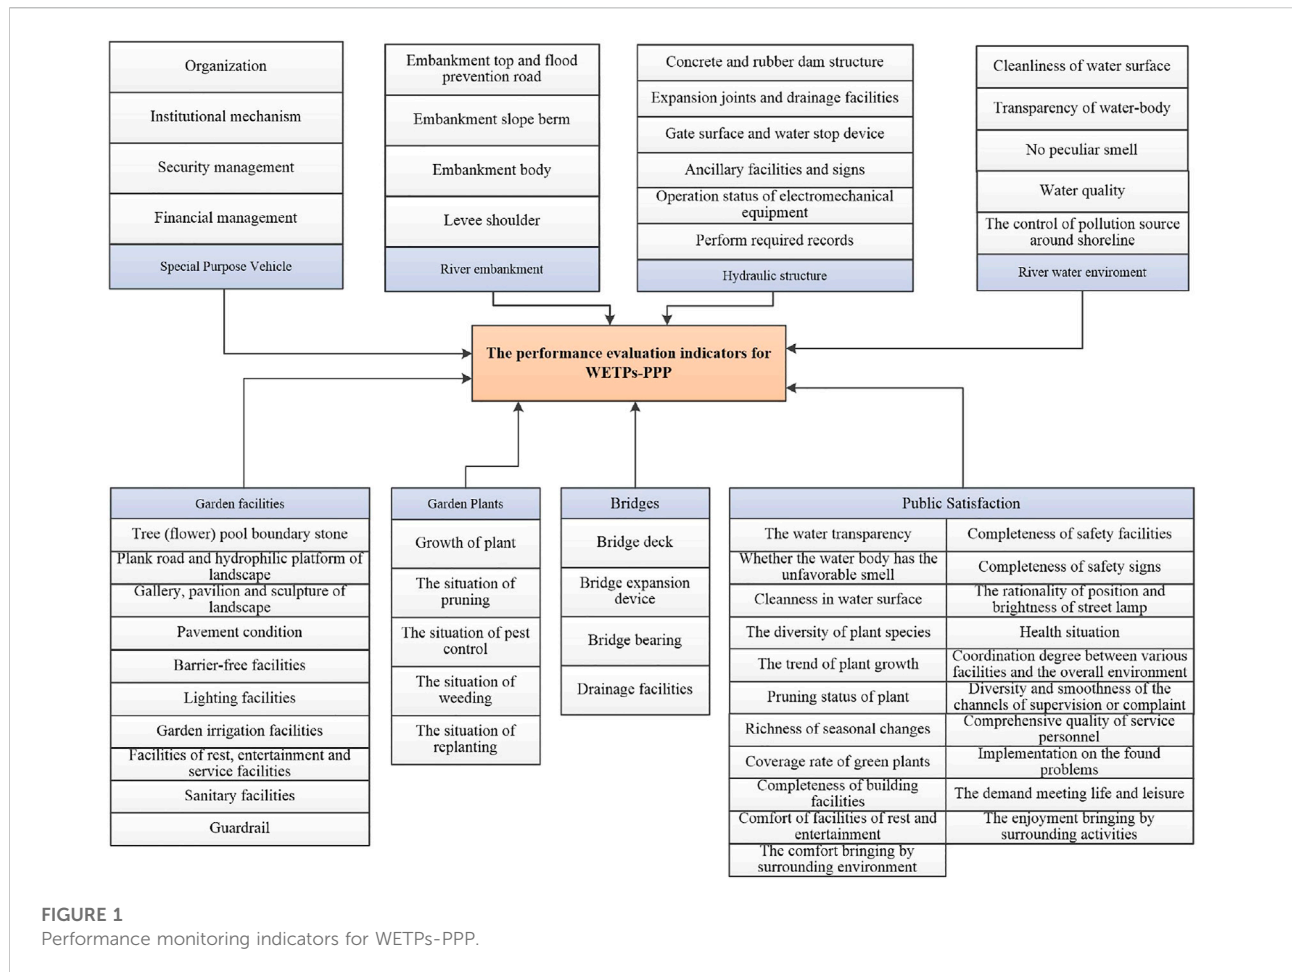 Organization
Institutional mechanism
Security management
Financial management
Special Purpose Vehicle
Embankment top and flood
prevention road
Embankment slope berm
Embankment body
Levee shoulder
River embankment
Concrete and rubber dam structure
Expansion joints and drainage facilities
Gate surface and water stop device
Ancillary facilities and signs
Operation status of electromechanical
equipment
Perform required records
Hydraulic structure
Cleanliness of water surface
Transparency of water-body
No peculiar smell
Water quality
The control of pollution source
around shoreline
River water enviroment
The performance evaluation indicators for
WETPs-PPP
Garden facilities
Tree (flower) pool boundary stone
Plank road and hydrophilic platform of
landscape
Gallery, pavilion and sculpture of
landscape
Pavement condition
Barrier-free facilities
Lighting facilities
Garden irrigation facilities
Facilities of rest, entertainment and
service facilities
Sanitary facilities
Guardrail
Garden Plants
Growth of plant
The situation of
pruning
The situation of pest
control
The situation of
weeding
The situation of
replanting
Bridges
Bridge deck
Bridge expansion
device
Bridge bearing
Drainage facilities
Public Satisfaction
The water transparency
Whether the water body has the
unfavorable smell
Cleanness in water surface
The diversity of plant species
The trend of plant growth
Pruning status of plant
Richness of seasonal changes
Coverage rate of green plants
Completeness of building
facilities
Comfort of facilities of rest and
entertainment
The comfort bringing by
surrounding environment
Completeness of safety facilities
Completeness of safety signs
The rationality of position and
brightness of street lamp
Health situation
Coordination degree between various
facilities and the overall environment
Diversity and smoothness of the
channels of supervision or complaint
Comprehensive quality of service
personnel
Implementation on the found
problems
The demand meeting life and leisure
The enjoyment bringing by
surrounding activities
FIGURE 1
Performance monitoring indicators for WETPs-PPP.